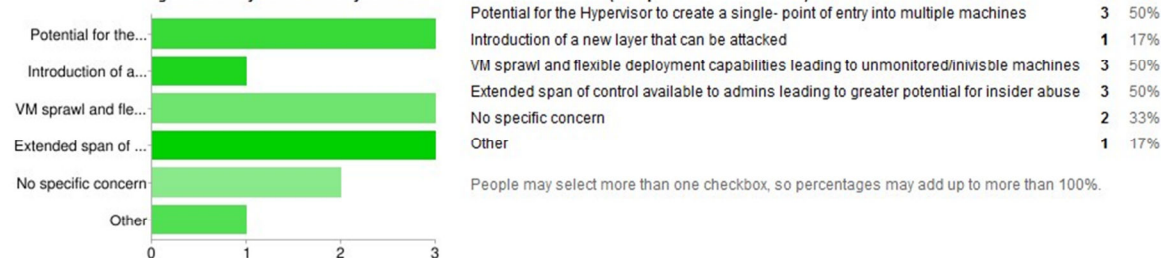 Potential for the...
Introduction of a...
VM sprawl and fle...
Extended span of ...
No specific concern
Other
0 1 2 3
Potential for the Hypervisor to create a single- point of entry into multiple machines 3 50%
Introduction of a new layer that can be attacked 1 17%
VM sprawl and flexible deployment capabilities leading to unmonitored/inivisble machines 3 50%
Extended span of control available to admins leading to greater potential for insider abuse 3 50%
No specific concern 2 33%
Other 1 17%
People may select more than one checkbox, so percentages may add up to more than 100%.